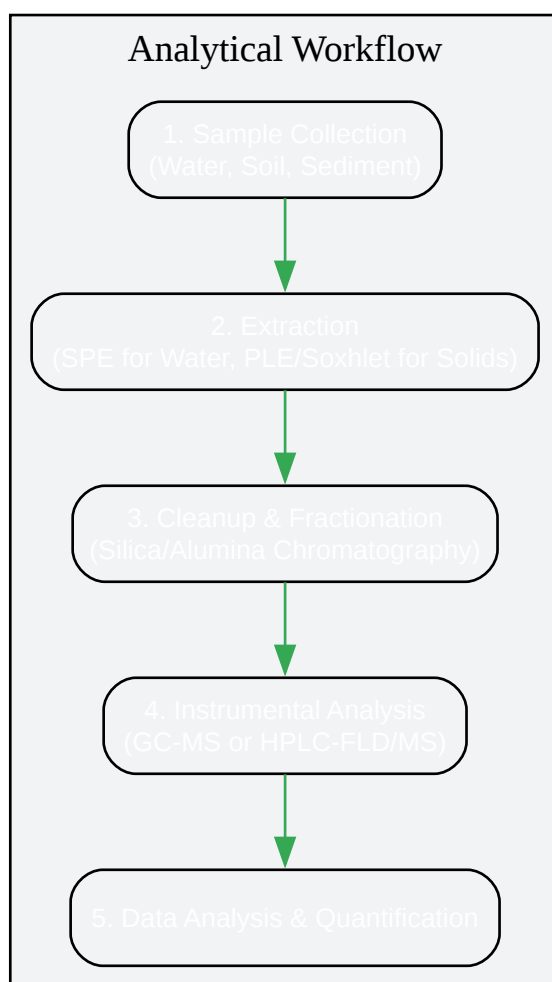 Analytical Workflow
1. Sample Collection
(Water, Soil, Sediment)
2. Extraction
(SPE for Water, PLE/Soxhlet for Solids)
3. Cleanup & Fractionation
(Silica/Alumina Chromatography)
4. Instrumental Analysis
(GC-MS or HPLC-FLD/MS)
5. Data Analysis & Quantification